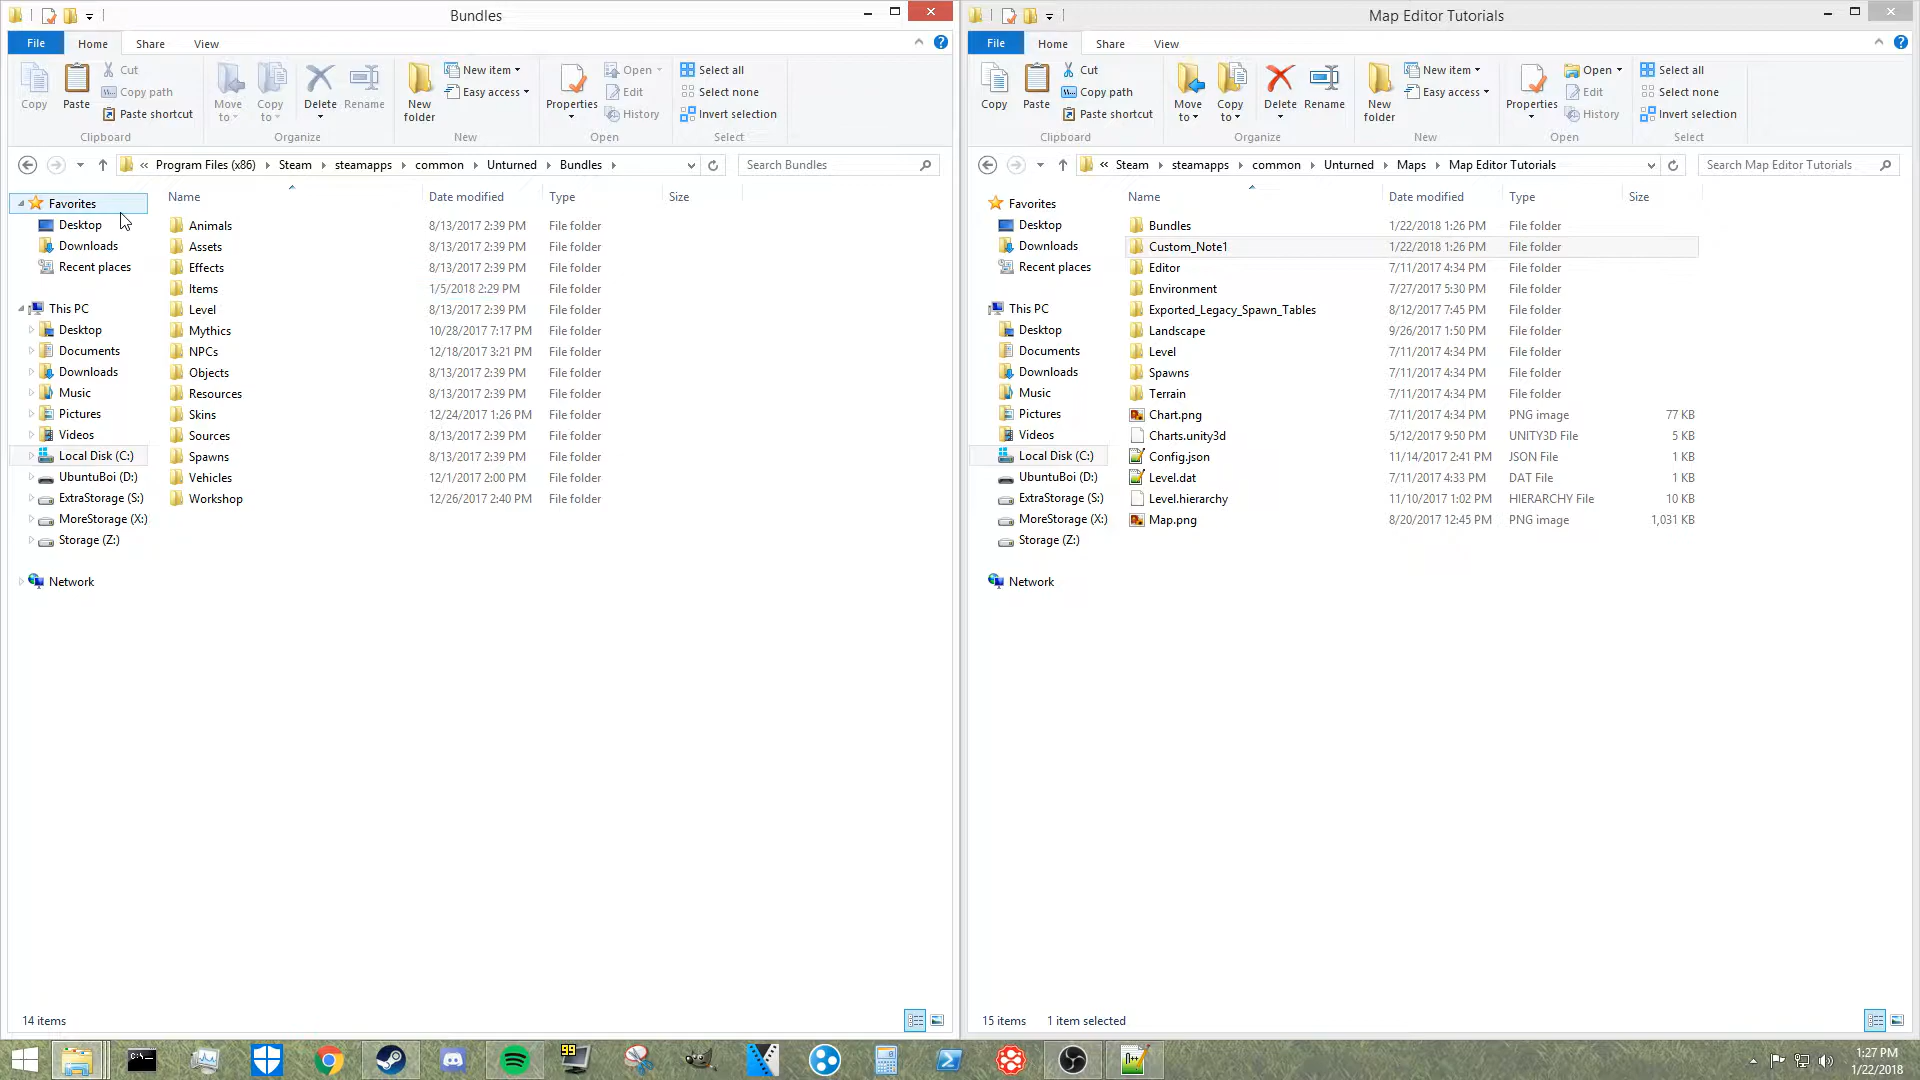 Bundles
File Home Share View
Copy Paste Cut Copy path Paste shortcut Move to Copy to Delete Rename New folder New item Easy access Properties Open Edit History Select all Select none Invert selection
Clipboard Organize New Open Select
« Program Files (x86) Steam steamapps common Unturned Bundles Search Bundles
Favorites
Desktop
Downloads
Recent places
This PC
Desktop
Documents
Downloads
Music
Pictures
Videos
Local Disk (C:)
UbuntuBoi (D:)
ExtraStorage (S:)
MoreStorage (X:)
Storage (Z:)
Network
Name Date modified Type Size
Animals 8/13/2017 2:39 PM File folder
Assets 8/13/2017 2:39 PM File folder
Effects 8/13/2017 2:39 PM File folder
Items 1/5/2018 2:29 PM File folder
Level 8/13/2017 2:39 PM File folder
Mythics 10/28/2017 7:17 PM File folder
NPCs 12/18/2017 3:21 PM File folder
Objects 8/13/2017 2:39 PM File folder
Resources 8/13/2017 2:39 PM File folder
Skins 12/24/2017 1:26 PM File folder
Sources 8/13/2017 2:39 PM File folder
Spawns 8/13/2017 2:39 PM File folder
Vehicles 12/1/2017 2:00 PM File folder
Workshop 12/26/2017 2:40 PM File folder
14 items
Map Editor Tutorials
File Home Share View
Copy Paste Cut Copy path Paste shortcut Move to Copy to Delete Rename New folder New item Easy access Properties Open Edit History Select all Select none Invert selection
Clipboard Organize New Open Select
« Steam steamapps common Unturned Maps Map Editor Tutorials Search Map Editor Tutorials
Favorites
Desktop
Downloads
Recent places
This PC
Desktop
Documents
Downloads
Music
Pictures
Videos
Local Disk (C:)
UbuntuBoi (D:)
ExtraStorage (S:)
MoreStorage (X:)
Storage (Z:)
Network
Name Date modified Type Size
Bundles 1/22/2018 1:26 PM File folder
Custom_Note1 1/22/2018 1:26 PM File folder
Editor 7/11/2017 4:34 PM File folder
Environment 7/27/2017 5:30 PM File folder
Exported_Legacy_Spawn_Tables 8/12/2017 7:45 PM File folder
Landscape 9/26/2017 1:50 PM File folder
Level 7/11/2017 4:34 PM File folder
Spawns 7/11/2017 4:34 PM File folder
Terrain 7/11/2017 4:34 PM File folder
Chart.png 7/11/2017 4:34 PM PNG image 77 KB
Charts.unity3d 5/12/2017 9:50 PM UNITY3D File 5 KB
Config.json 11/14/2017 2:41 PM JSON File 1 KB
Level.dat 7/11/2017 4:33 PM DAT File 1 KB
Level.hierarchy 11/10/2017 1:02 PM HIERARCHY File 10 KB
Map.png 8/20/2017 12:45 PM PNG image 1,031 KB
15 items 1 item selected
99
1:27 PM
1/22/2018